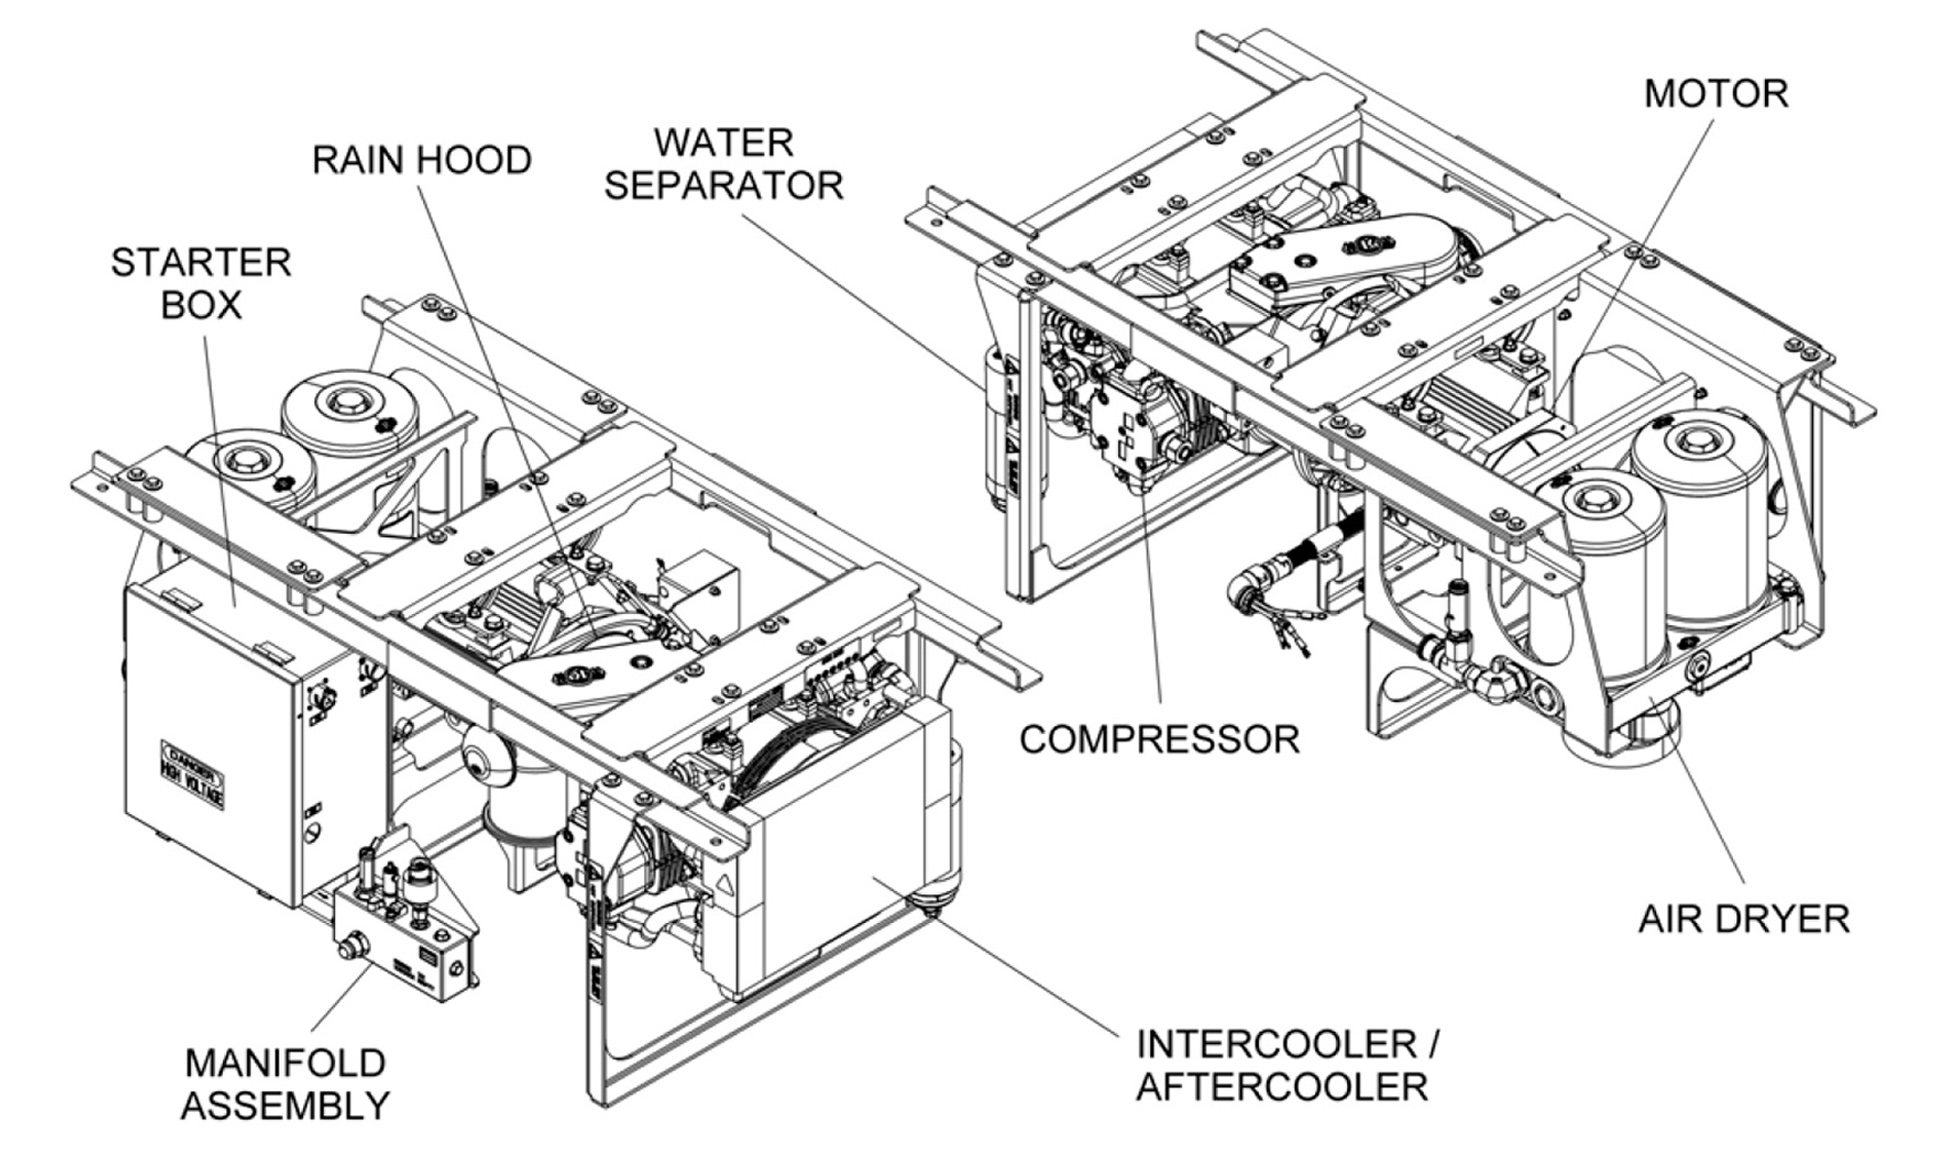 MOTOR
WATER
SEPARATOR
RAIN HOOD
STARTER
BOX
COMPRESSOR
DANGER
HIGH VOLTAGE
AIR DRYER
INTERCOOLER /
AFTERCOOLER
MANIFOLD
ASSEMBLY